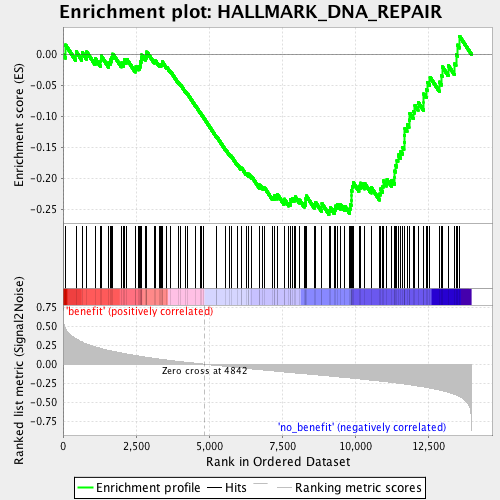 Enrichment plot: HALLMARK_DNA_REPAIR
Enrichment score (ES)
0.00
-0.05
-0.10
-0.15
-0.20
-0.25
Ranked list metric (Signal2Noise)
0.75
0.50
0.25
0.00
-0.25
-0.50
-0.75
'benefit' (positively correlated)
Zero cross at 4842
'no_benefit' (negatively correlated)
0
2,500
5,000
7,500
10,000
12,500
Rank in Ordered Dataset
Enrichment profile
Hits
Ranking metric scores